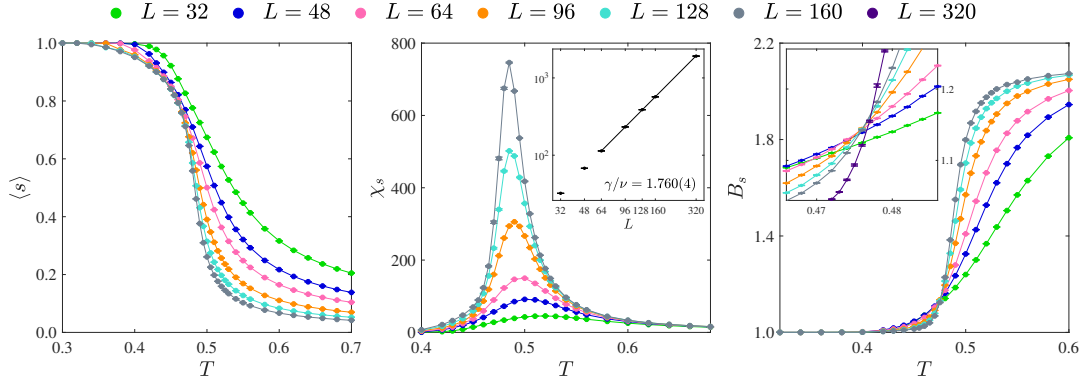 L = 32 L = 48 L = 64 L = 96 L = 128 L = 160 L = 320
1.0
0.8
0.6
0.4
0.2
0.0
⟨s⟩
0.3 0.4 0.5 0.6 0.7
T
800
600
400
200
0
χs
0.4 0.5 0.6
T
10³
10²
γ/ν = 1.760(4)
32 48 64 96 128 160 320
L
2.2
1.8
1.4
1.0
Bs
0.4 0.5 0.6
T
1.2
1.1
0.47 0.48